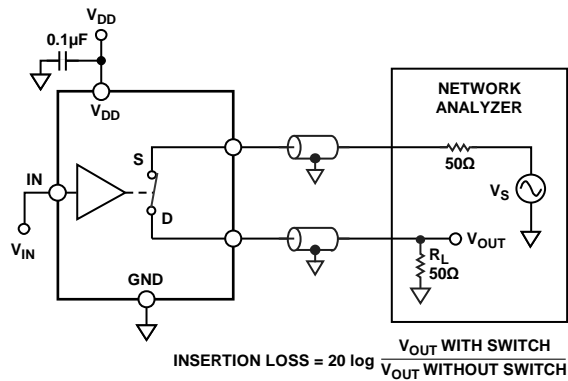 VDD
0.1µF
VDD
NETWORK
ANALYZER
S
50Ω
VS
IN
D
VIN
VOUT
RL
50Ω
GND
INSERTION LOSS = 20 log VOUT WITH SWITCH
VOUT WITHOUT SWITCH